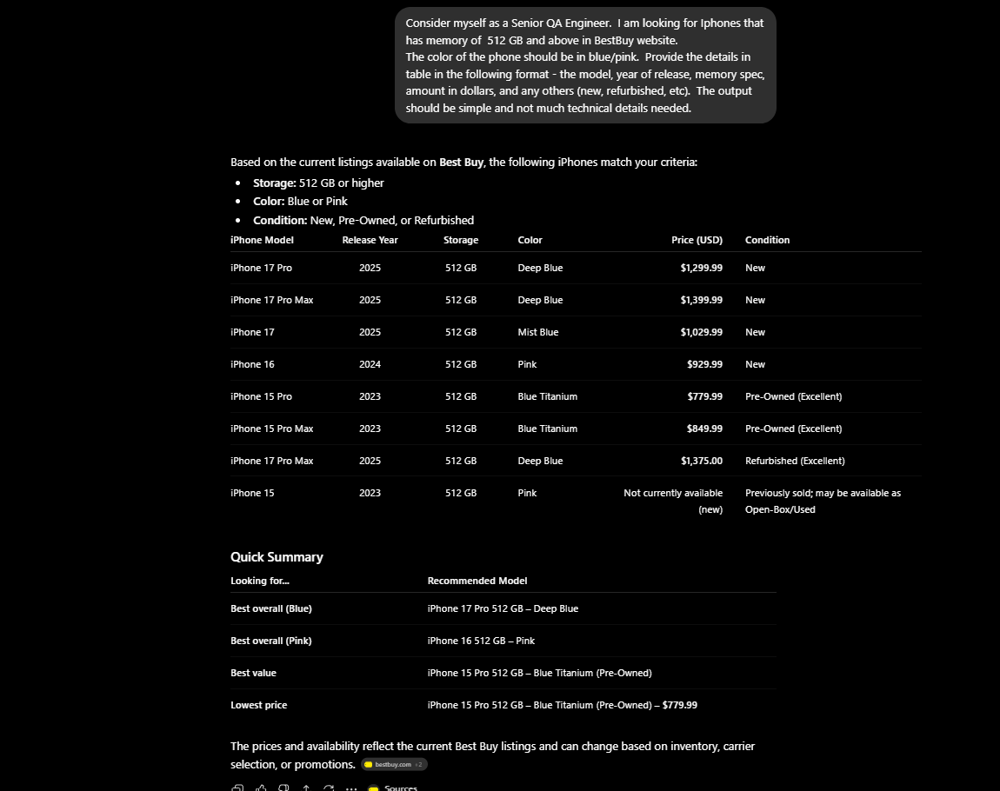 Consider myself as a Senior QA Engineer.  I am looking for Iphones that
has memory of  512 GB and above in BestBuy website.
The color of the phone should be in blue/pink.  Provide the details in
table in the following format - the model, year of release, memory spec,
amount in dollars, and any others (new, refurbished, etc).  The output
should be simple and not much technical details needed.
Based on the current listings available on Best Buy, the following iPhones match your criteria:
• Storage: 512 GB or higher
• Color: Blue or Pink
• Condition: New, Pre-Owned, or Refurbished
iPhone Model Release Year Storage Color Price (USD) Condition
iPhone 17 Pro 2025 512 GB Deep Blue $1,299.99 New
iPhone 17 Pro Max 2025 512 GB Deep Blue $1,399.99 New
iPhone 17 2025 512 GB Mist Blue $1,029.99 New
iPhone 16 2024 512 GB Pink $929.99 New
iPhone 15 Pro 2023 512 GB Blue Titanium $779.99 Pre-Owned (Excellent)
iPhone 15 Pro Max 2023 512 GB Blue Titanium $849.99 Pre-Owned (Excellent)
iPhone 17 Pro Max 2025 512 GB Deep Blue $1,375.00 Refurbished (Excellent)
iPhone 15 2023 512 GB Pink Not currently available Previously sold; may be available as
(new) Open-Box/Used
Quick Summary
Looking for... Recommended Model
Best overall (Blue) iPhone 17 Pro 512 GB – Deep Blue
Best overall (Pink) iPhone 16 512 GB – Pink
Best value iPhone 15 Pro 512 GB – Blue Titanium (Pre-Owned)
Lowest price iPhone 15 Pro 512 GB – Blue Titanium (Pre-Owned) – $779.99
The prices and availability reflect the current Best Buy listings and can change based on inventory, carrier
selection, or promotions. bestbuy.com +2
Sources